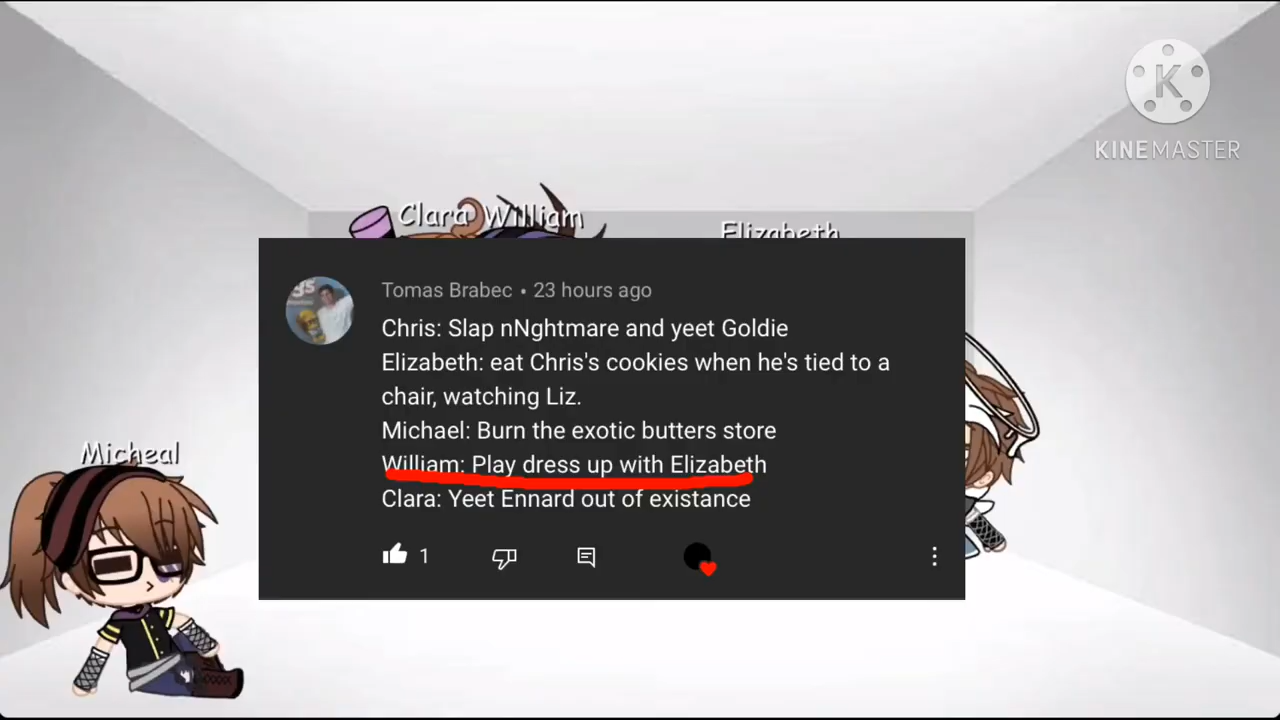 KINEMASTER
Clara William
Elizabeth
Tomas Brabec • 23 hours ago
Chris: Slap nNghtmare and yeet Goldie
Elizabeth: eat Chris's cookies when he's tied to a
chair, watching Liz.
Michael: Burn the exotic butters store
William: Play dress up with Elizabeth
Clara: Yeet Ennard out of existance
1
Micheal